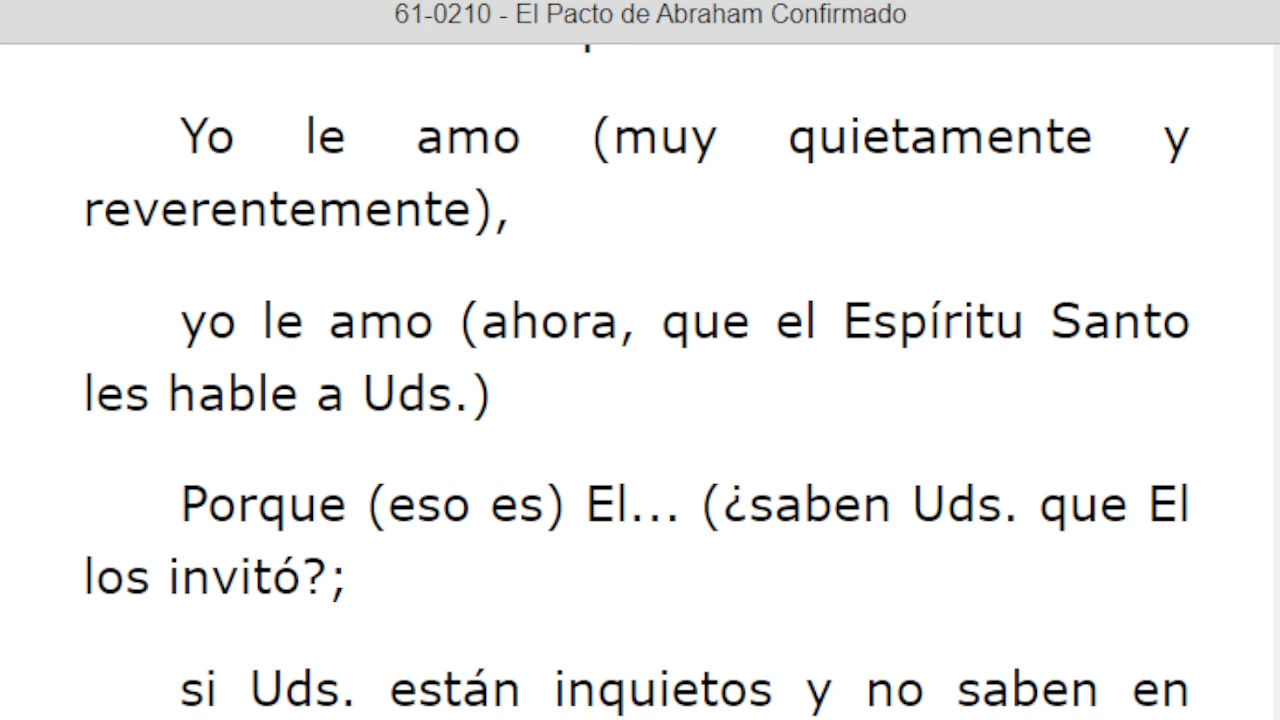 61-0210 - El Pacto de Abraham Confirmado
Yo le amo (muy quietamente y
reverentemente),
yo le amo (ahora, que el Espíritu Santo
les hable a Uds.)
Porque (eso es) El... (¿saben Uds. que El
los invitó?;
si Uds. están inquietos y no saben en